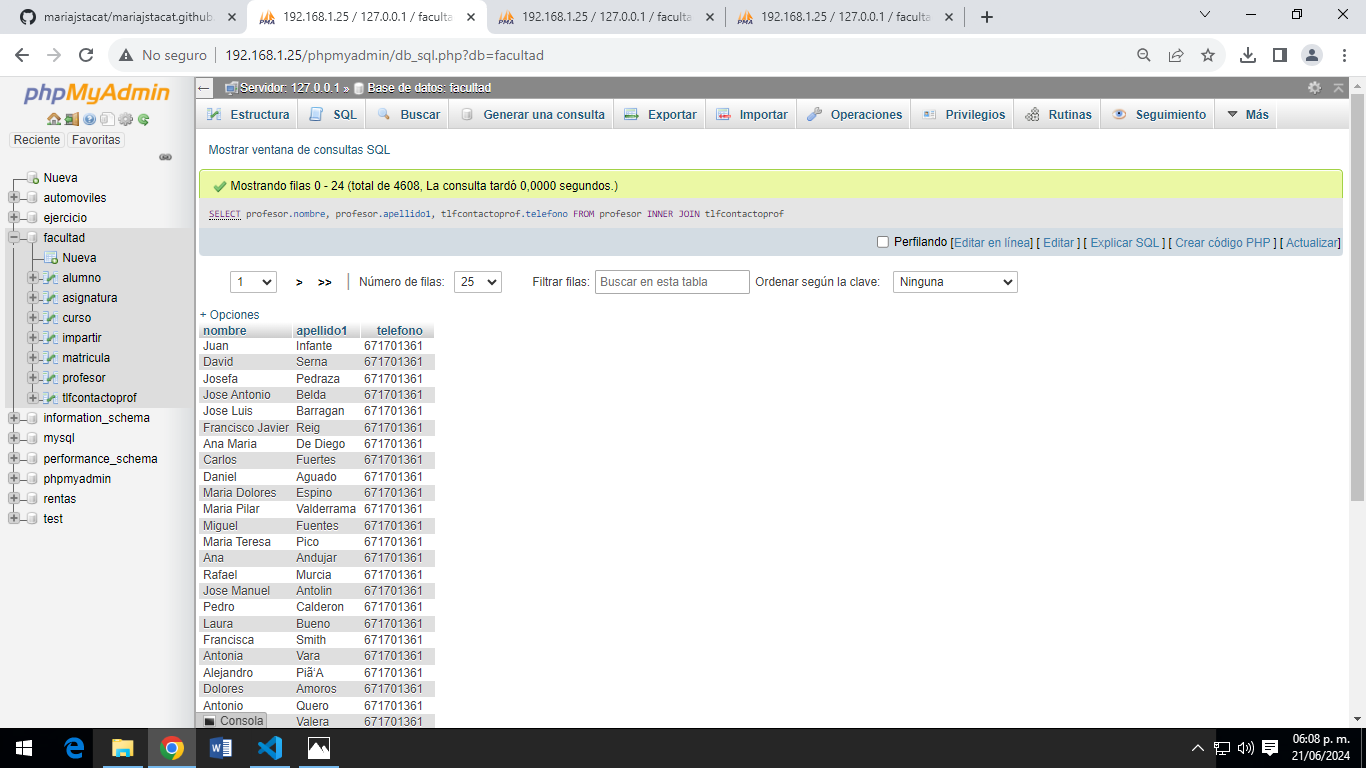 mariajstacat/mariajstacat.github
192.168.1.25 / 127.0.0.1 / faculta
192.168.1.25 / 127.0.0.1 / faculta
192.168.1.25 / 127.0.0.1 / faculta
No seguro
192.168.1.25/phpmyadmin/db_sql.php?db=facultad
phpMyAdmin
Reciente Favoritas
Nueva
automoviles
ejercicio
facultad
Nueva
alumno
asignatura
curso
impartir
matricula
profesor
tlfcontactoprof
information_schema
mysql
performance_schema
phpmyadmin
rentas
test
Servidor: 127.0.0.1 » Base de datos: facultad
Estructura SQL Buscar Generar una consulta Exportar Importar Operaciones Privilegios Rutinas Seguimiento Más
Mostrar ventana de consultas SQL
Mostrando filas 0 - 24 (total de 4608, La consulta tardó 0,0000 segundos.)
SELECT profesor.nombre, profesor.apellido1, tlfcontactoprof.telefono FROM profesor INNER JOIN tlfcontactoprof
Perfilando [Editar en línea] [ Editar ] [ Explicar SQL ] [ Crear código PHP ] [ Actualizar]
1 > >> Número de filas: 25 Filtrar filas: Buscar en esta tabla Ordenar según la clave: Ninguna
+ Opciones
nombre apellido1 telefono
Juan Infante 671701361
David Serna 671701361
Josefa Pedraza 671701361
Jose Antonio Belda 671701361
Jose Luis Barragan 671701361
Francisco Javier Reig 671701361
Ana Maria De Diego 671701361
Carlos Fuertes 671701361
Daniel Aguado 671701361
Maria Dolores Espino 671701361
Maria Pilar Valderrama 671701361
Miguel Fuentes 671701361
Maria Teresa Pico 671701361
Ana Andujar 671701361
Rafael Murcia 671701361
Jose Manuel Antolin 671701361
Pedro Calderon 671701361
Laura Bueno 671701361
Francisca Smith 671701361
Antonia Vara 671701361
Alejandro Piã‘A 671701361
Dolores Amoros 671701361
Antonio Quero 671701361
Consola Valera 671701361
06:08 p. m.
21/06/2024